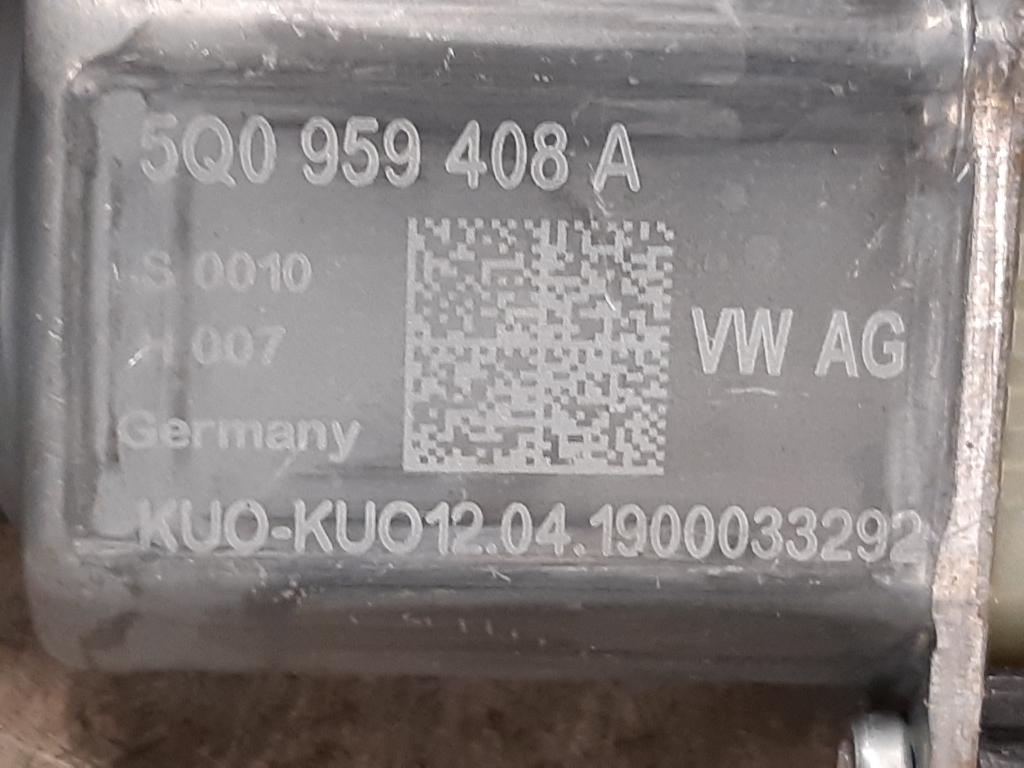 5Q0 959 408 A
S 0010
H 007
VW AG
Germany
KUO-KUO12.04.1900033292